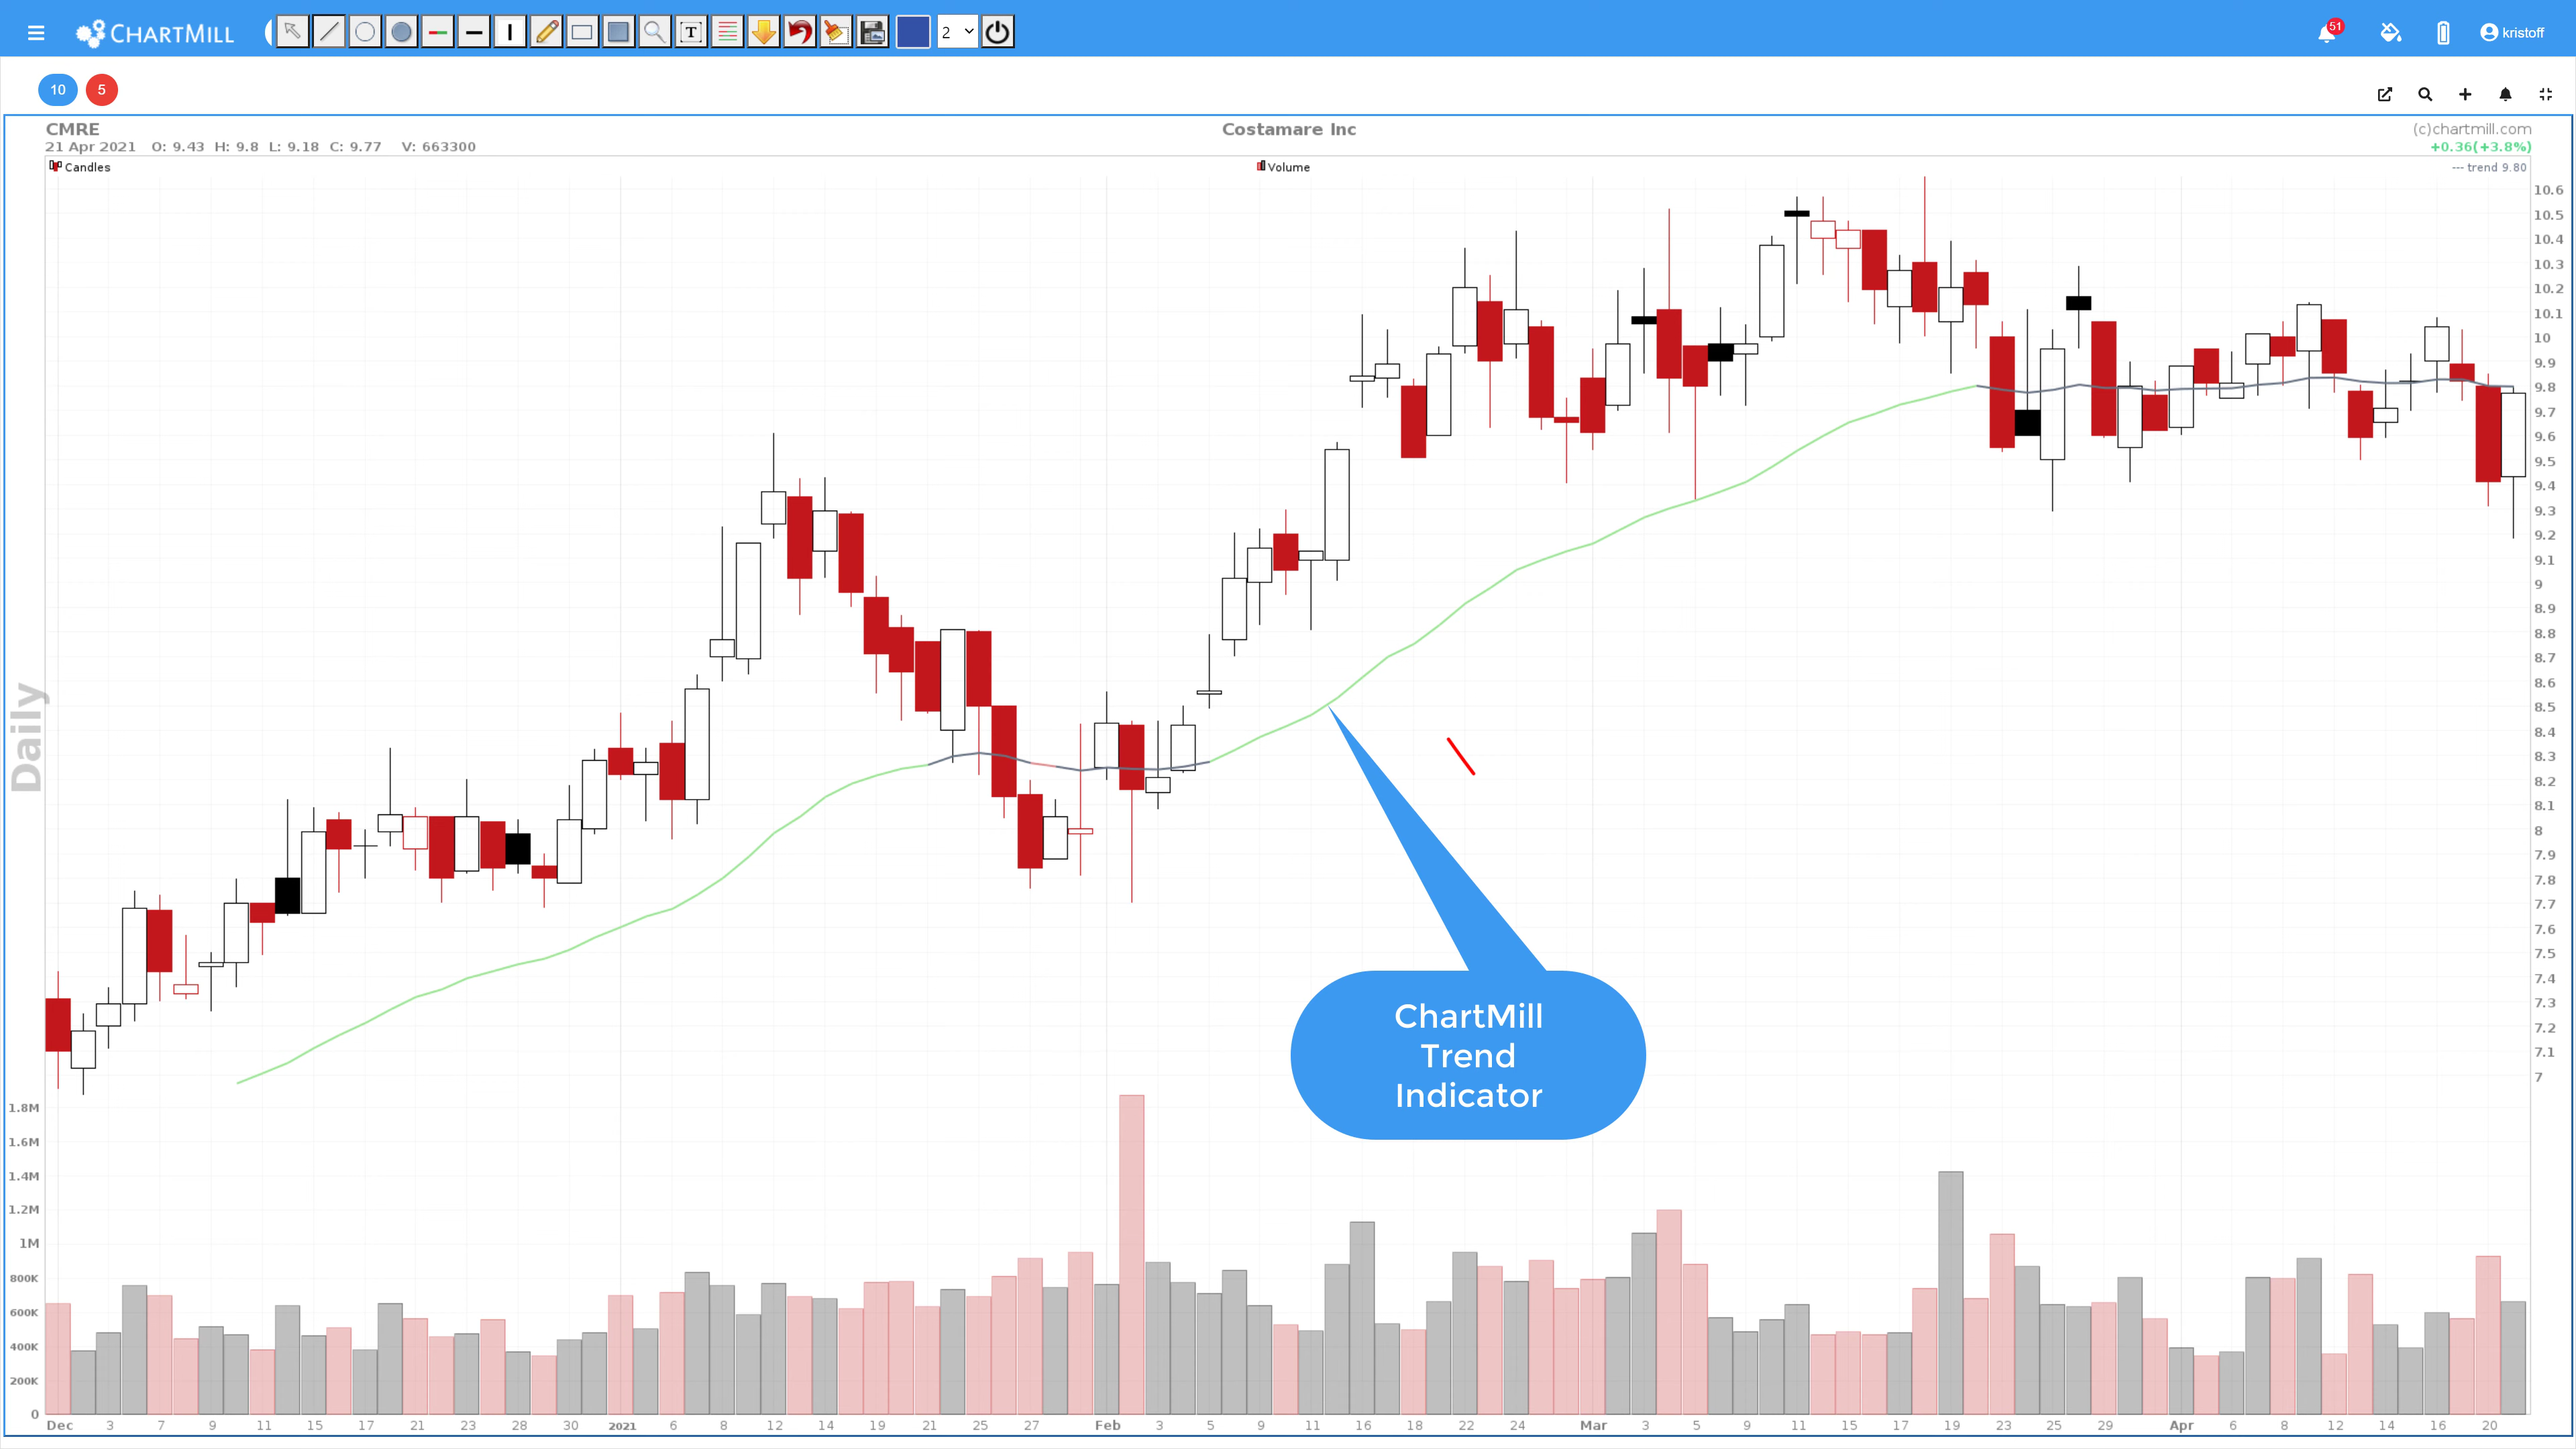 CHARTMILL
T
2
51
kristoff
10 5
CMRE
Costamare Inc
(c)chartmill.com
21 Apr 2021 O: 9.43 H: 9.8 L: 9.18 C: 9.77 V: 663300
+0.36(+3.8%)
Candles
Volume
--- trend 9.80
10.6
10.5
10.4
10.3
10.2
10.1
10
9.9
9.8
9.7
9.6
9.5
9.4
9.3
9.2
9.1
9
8.9
8.8
8.7
8.6
8.5
8.4
8.3
8.2
8.1
8
7.9
7.8
7.7
7.6
7.5
7.4
7.3
7.2
7.1
7
Daily
ChartMill
Trend
Indicator
1.8M
1.6M
1.4M
1.2M
1M
800K
600K
400K
200K
0
Dec 3 7 9 11 15 17 21 23 28 30 2021 6 8 12 14 19 21 25 27 Feb 3 5 9 11 16 18 22 24 Mar 3 5 9 11 15 17 19 23 25 29 Apr 6 8 12 14 16 20